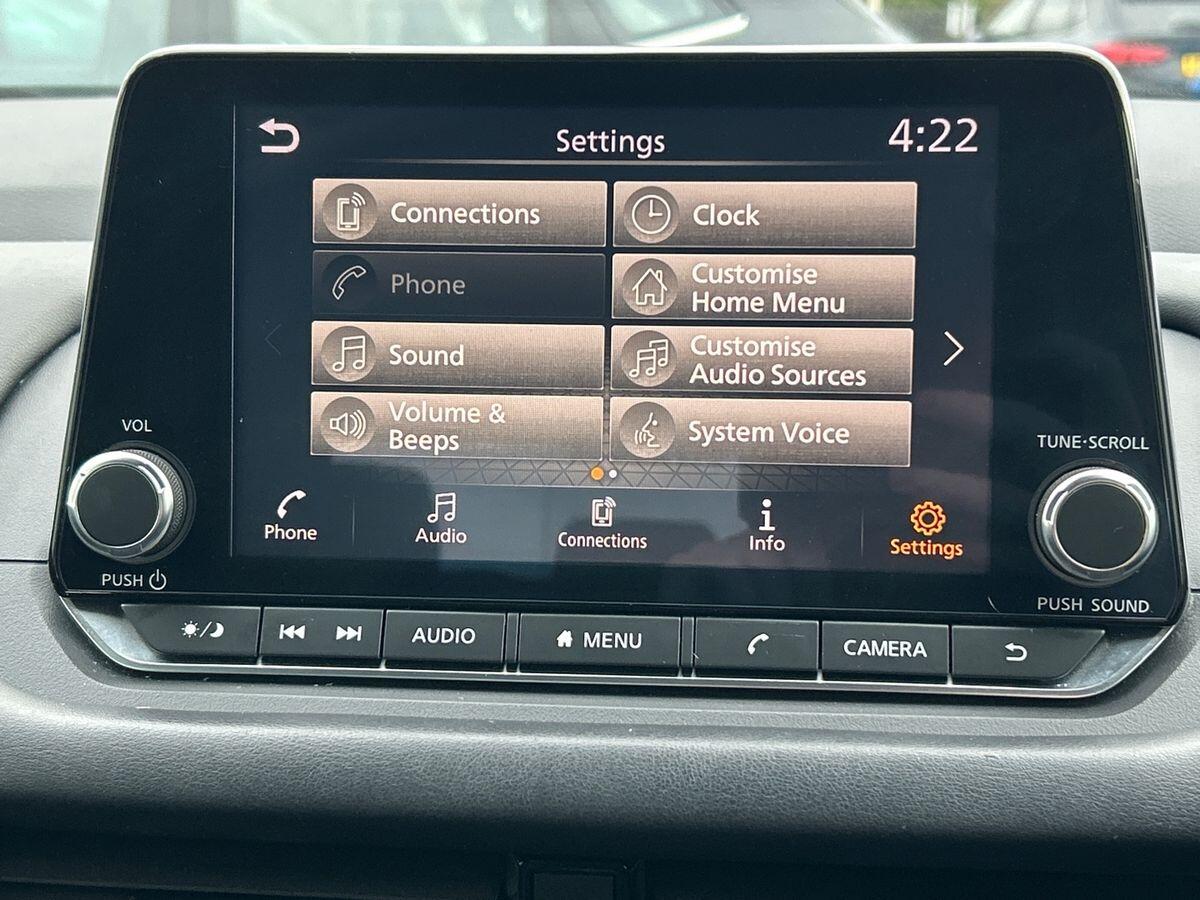 Settings
4:22
Connections
Clock
Phone
Customise
Home Menu
Sound
Customise
Audio Sources
Volume &
Beeps
System Voice
VOL
TUNE·SCROLL
Phone
Audio
Connections
Info
Settings
PUSH
PUSH SOUND
AUDIO
MENU
CAMERA